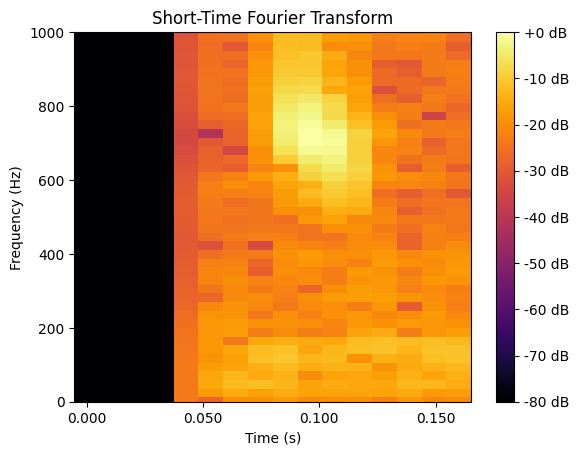 Short-Time Fourier Transform
1000
800
600
400
200
0
Frequency (Hz)
0.000
0.050
0.100
0.150
Time (s)
+0 dB
-10 dB
-20 dB
-30 dB
-40 dB
-50 dB
-60 dB
-70 dB
-80 dB